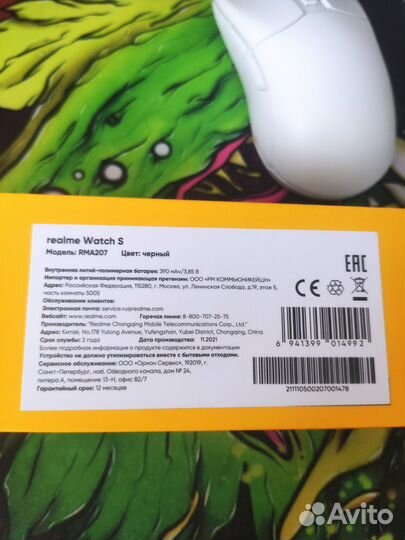 realme Watch S
Модель: RMA207 Цвет: черный
Внутренняя литий-полимерная батарея: 390 мАч/3,85 В
Импортер и организация принимающая претензии: ООО «РМ КОММЬЮНИКЕЙШН»
Адрес: Российская Федерация, 115280, г. Москва, ул. Ленинская Слобода, д.19, этаж 5,
часть комнаты 5005
Обслуживание клиентов:
Электронная почта: service.ru@realme.com
Вебсайт: www.realme.com Горячая линия: 8-800-707-25-75
Производитель: "Realme Chongqing Mobile Telecommunications Corp., Ltd."
Адрес: Китай, No.178 Yulong Avenue, Yufengshan, Yubei District, Chongqing, China
Срок службы: 2 года 11.2021
Более подробная информация о продукте содержится в документации
Устройство не должно утилизироваться вместе с бытовыми отходами.
Сервисное обслуживание: ООО «Орион Сервис», 192019, г.
Санкт-Петербург, наб. Обводного канала, дом № 24,
литера А, помещение 13-Н, офис 82/7
Гарантийный срок: 12 месяцев
EAC
CE
6 941399 014992
211110500207001478
Avito